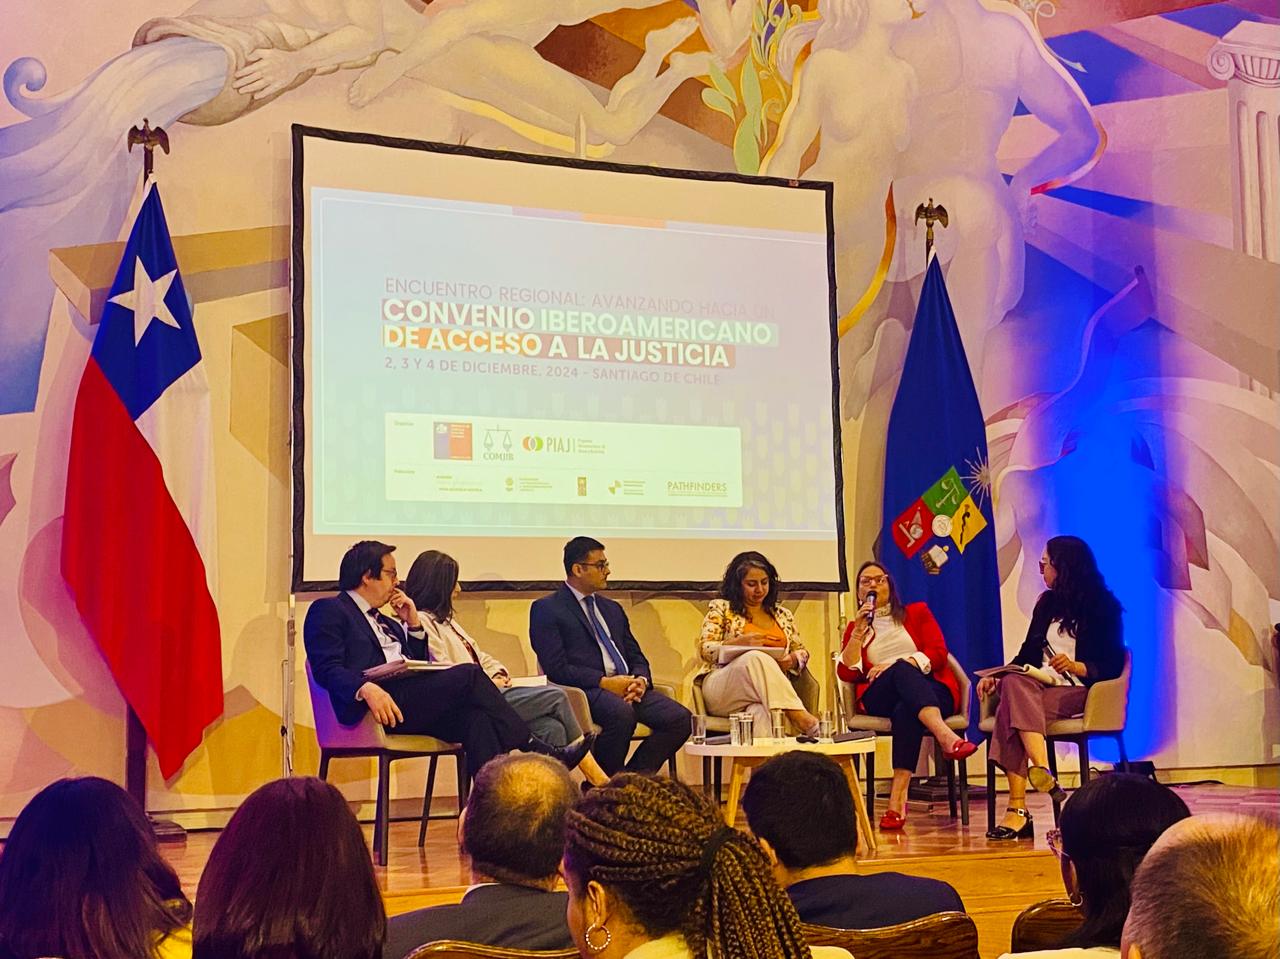 ENCUENTRO REGIONAL: AVANZANDO HACIA UN
CONVENIO IBEROAMERICANO
DE ACCESO A LA JUSTICIA
2, 3 Y 4 DE DICIEMBRE, 2024 - SANTIAGO DE CHILE
COMJIB
PIAJ
PATHFINDERS